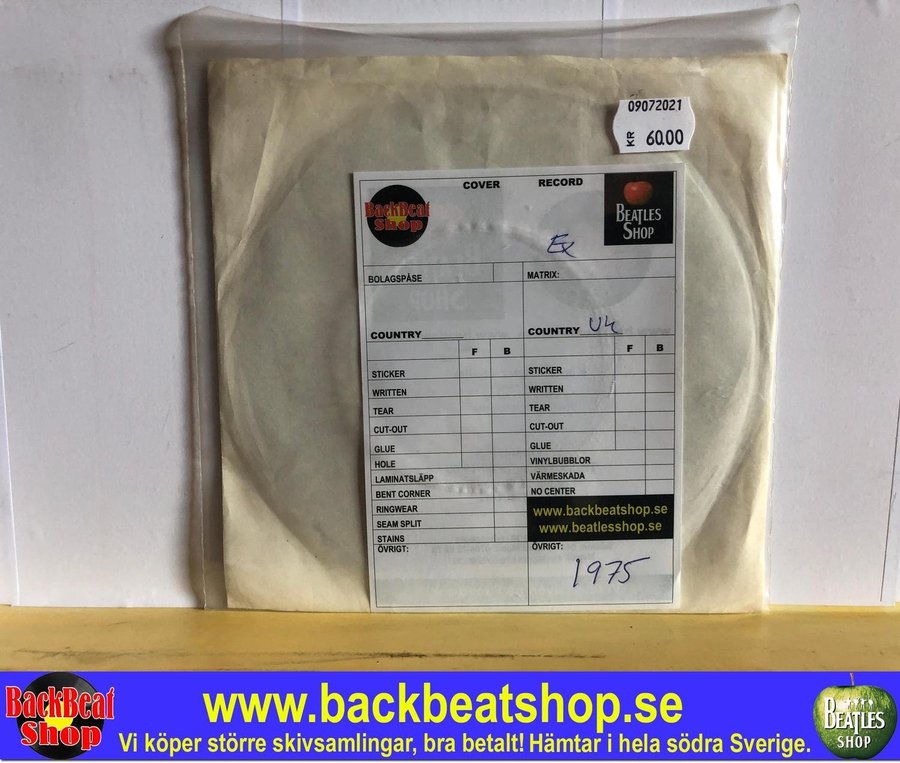 09072021
KR 60.00
COVER RECORD
BackBeat Shop
BEATLES SHOP
Ex
BOLAGSPÅSE MATRIX:
COUNTRY____ COUNTRY UK
F B F B
STICKER STICKER
WRITTEN WRITTEN
TEAR TEAR
CUT-OUT CUT-OUT
GLUE GLUE
HOLE VINYLBUBBLOR
LAMINATSLÄPP VÄRMESKADA
BENT CORNER NO CENTER
RINGWEAR www.backbeatshop.se
SEAM SPLIT www.beatlesshop.se
STAINS
ÖVRIGT: ÖVRIGT:
1975
BackBeat Shop
www.backbeatshop.se
Vi köper större skivsamlingar, bra betalt! Hämtar i hela södra Sverige.
BEATLES SHOP